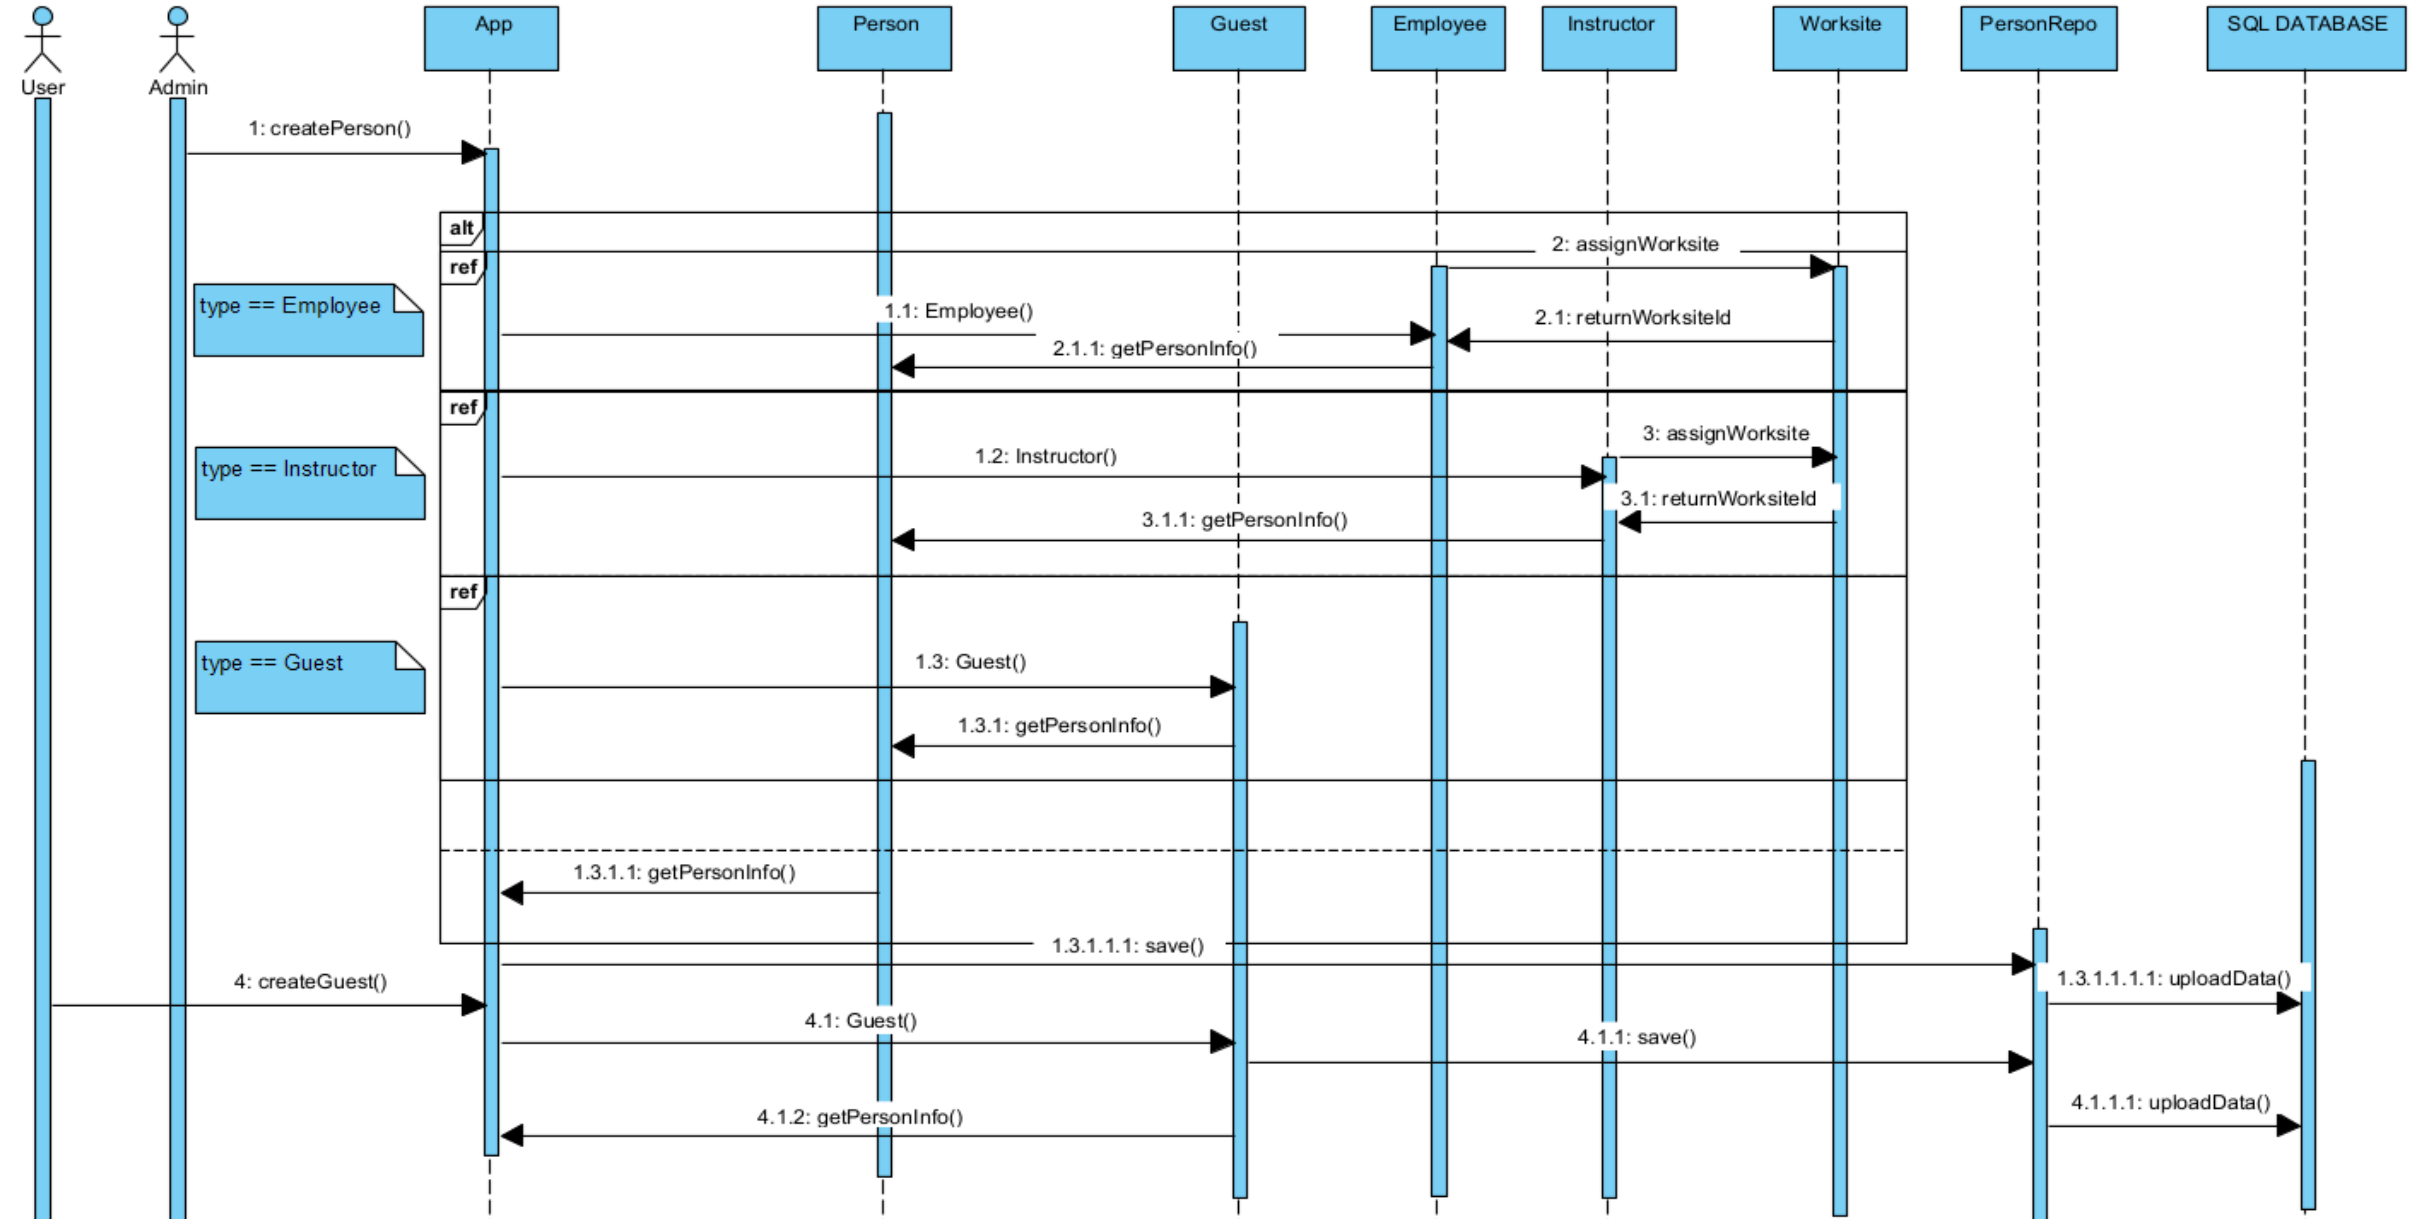 App
Person
Guest
Employee
Instructor
Worksite
PersonRepo
SQL DATABASE
User
Admin
1: createPerson()
alt
2: assignWorksite
ref
type == Employee
1.1: Employee()
2.1: returnWorksiteId
2.1.1: getPersonInfo()
ref
3: assignWorksite
type == Instructor
1.2: Instructor()
3.1: returnWorksiteId
3.1.1: getPersonInfo()
ref
type == Guest
1.3: Guest()
1.3.1: getPersonInfo()
1.3.1.1: getPersonInfo()
1.3.1.1.1: save()
4: createGuest()
1.3.1.1.1.1: uploadData()
4.1: Guest()
4.1.1: save()
4.1.1.1: uploadData()
4.1.2: getPersonInfo()